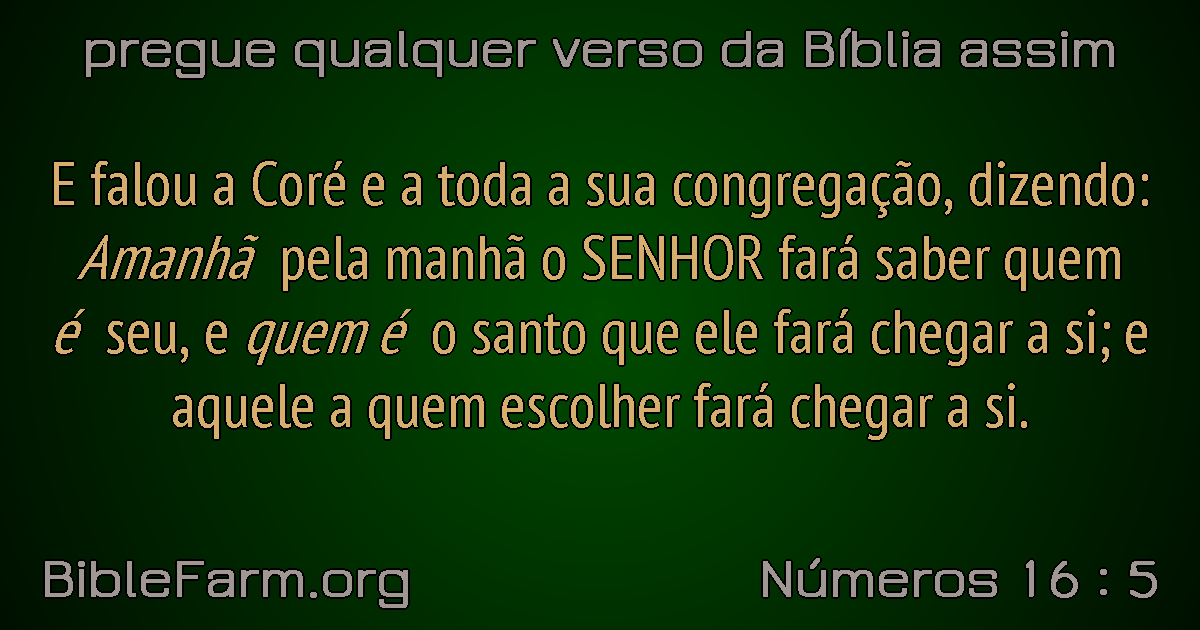 pregue qualquer verso da Bíblia assim
E falou a Coré e a toda a sua congregação, dizendo:
Amanhã pela manhã o SENHOR fará saber quem
é seu, e quem é o santo que ele fará chegar a si; e
aquele a quem escolher fará chegar a si.
BibleFarm.org
Números 16 : 5